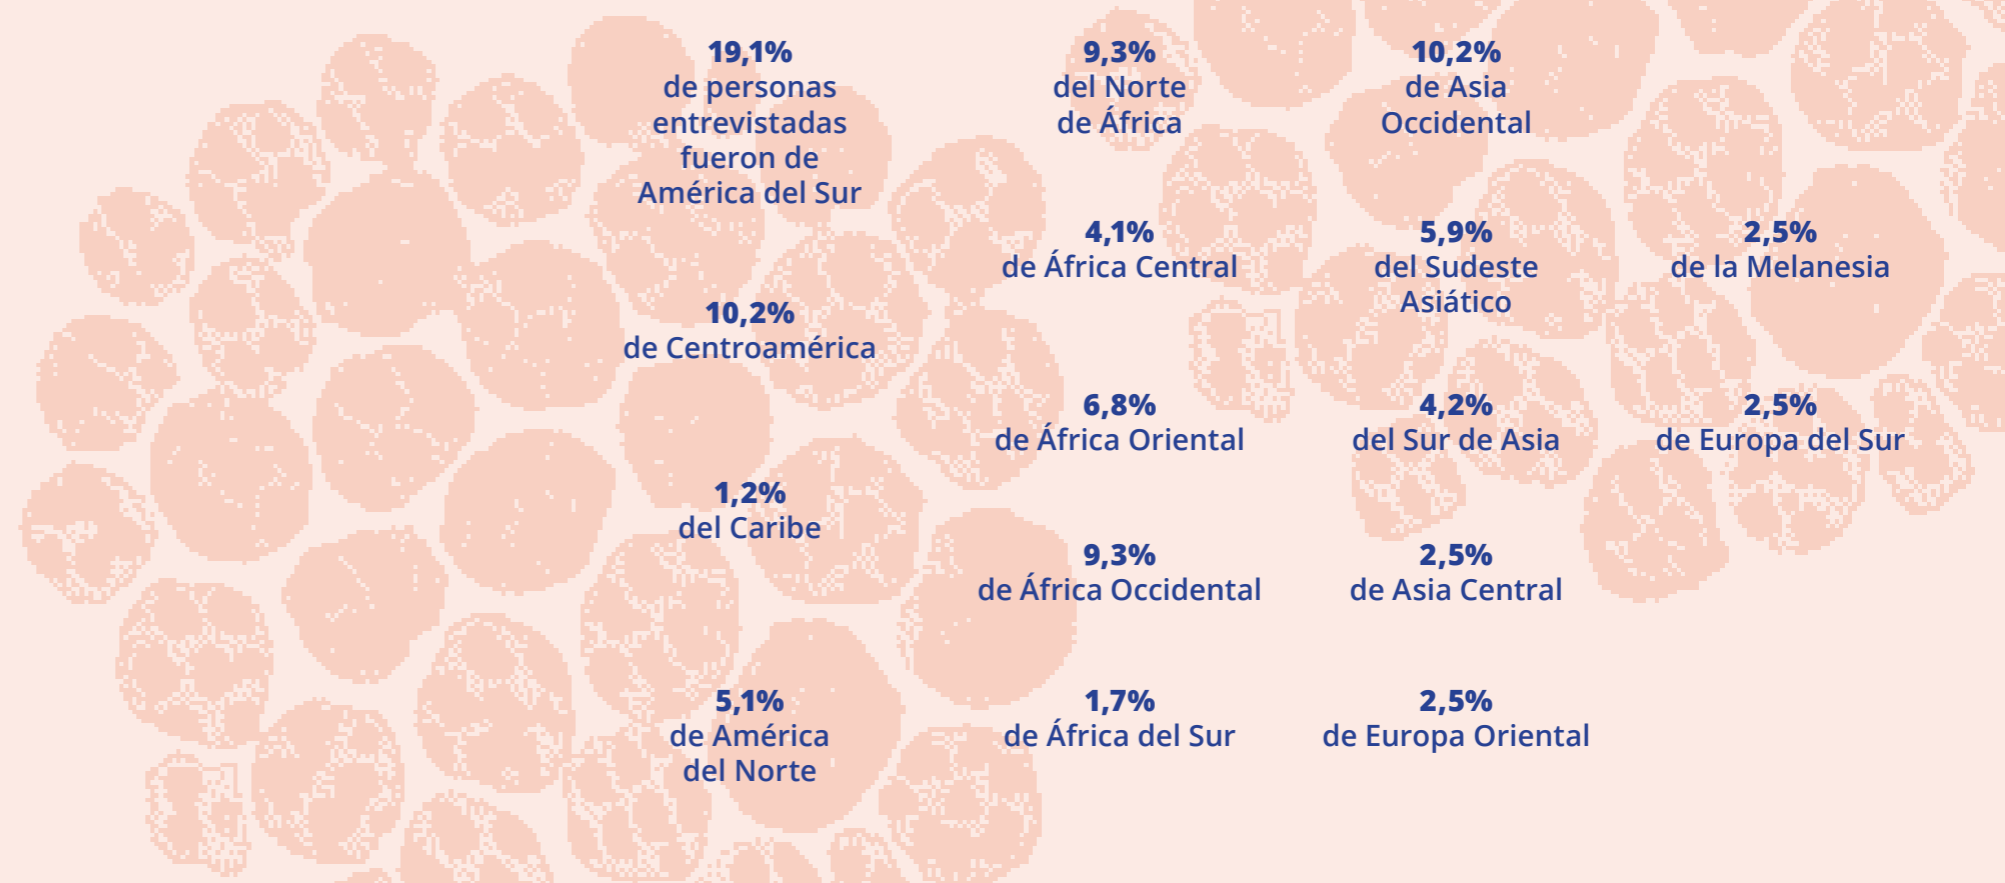 19,1%
de personas
entrevistadas
fueron de
América del Sur
10,2%
de Centroamérica
1,2%
del Caribe
5,1%
de América
del Norte
9,3%
del Norte
de África
4,1%
de África Central
6,8%
de África Oriental
9,3%
de África Occidental
1,7%
de África del Sur
10,2%
de Asia
Occidental
5,9%
del Sudeste
Asiático
4,2%
del Sur de Asia
2,5%
de Asia Central
2,5%
de Europa Oriental
2,5%
de la Melanesia
2,5%
de Europa del Sur